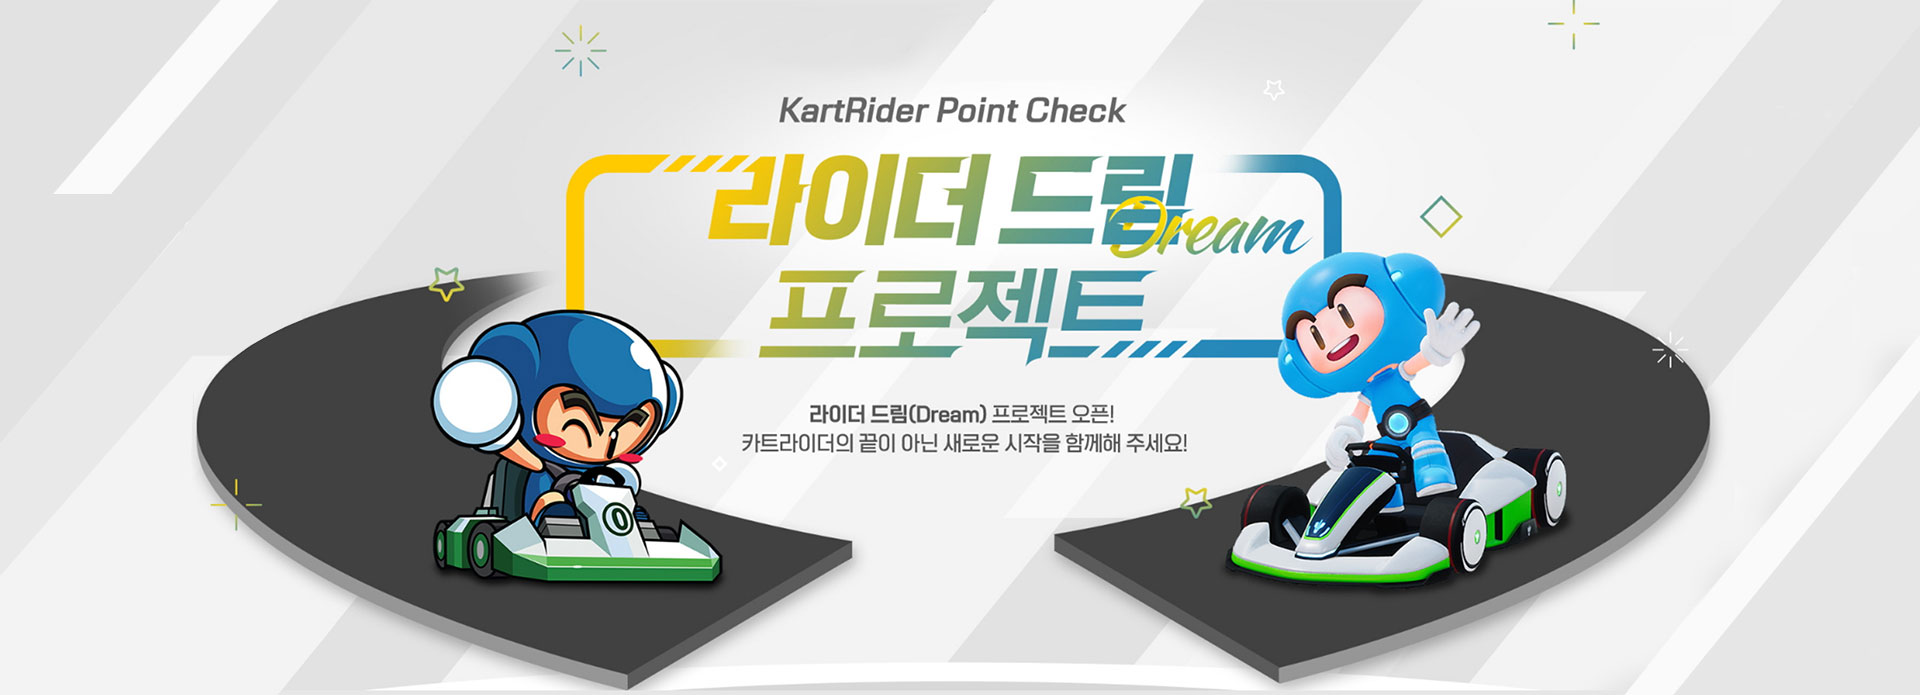 KartRider Point Check
라이더 드림
Dream
프로젝트
라이더 드림(Dream) 프로젝트 오픈!
카트라이더의 끝이 아닌 새로운 시작을 함께해 주세요!
0